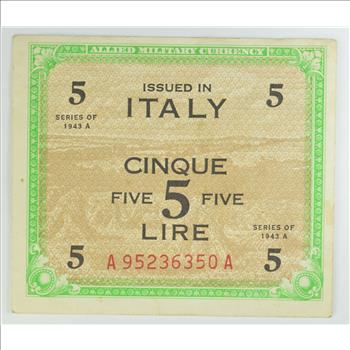 ALLIED MILITARY CURRENCY
5 ISSUED IN 5
SERIES OF
1943 A
ITALY
CINQUE
FIVE 5 FIVE
LIRE
SERIES OF
1943 A
5 A95236350A 5